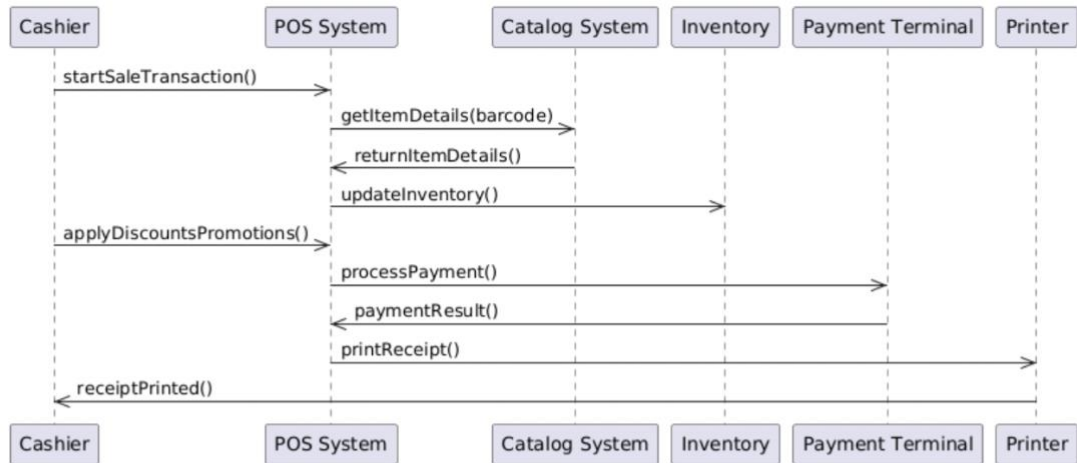 Cashier POS System Catalog System Inventory Payment Terminal Printer
startSaleTransaction()
getItemDetails(barcode)
returnItemDetails()
updateInventory()
applyDiscountsPromotions()
processPayment()
paymentResult()
printReceipt()
receiptPrinted()
Cashier POS System Catalog System Inventory Payment Terminal Printer